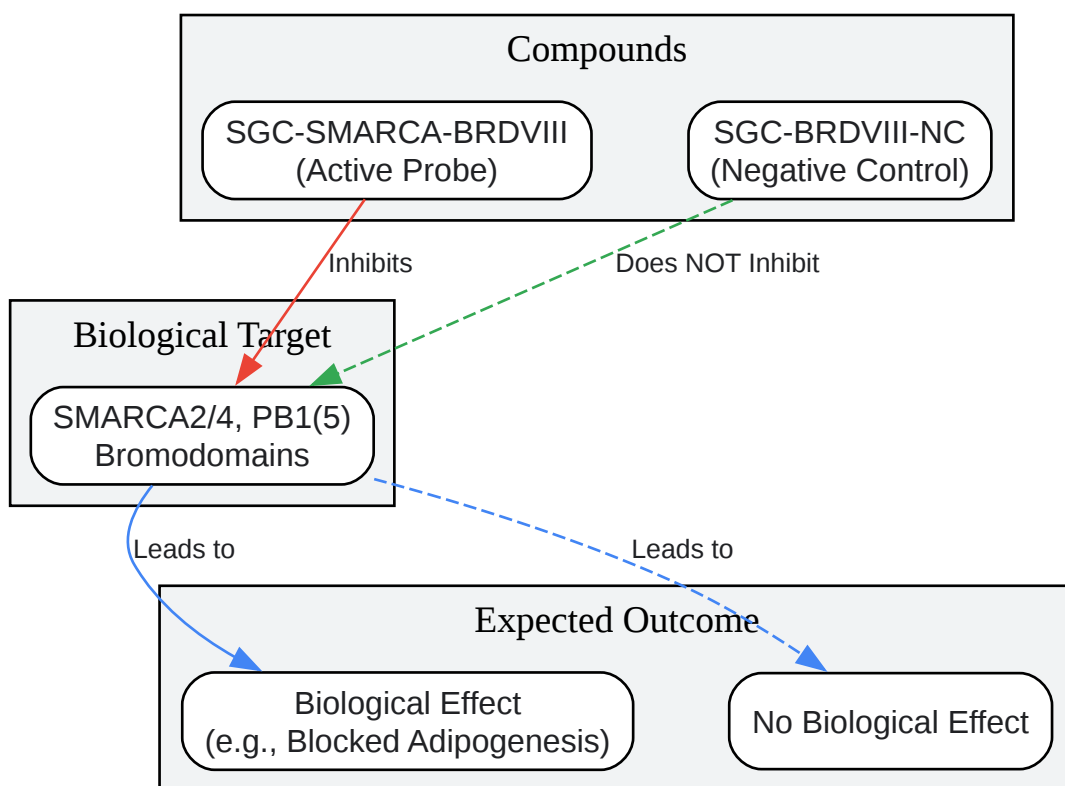 Compounds
SGC-SMARCA-BRDVIII
(Active Probe)
SGC-BRDVIII-NC
(Negative Control)
Inhibits
Does NOT Inhibit
Biological Target
SMARCA2/4, PB1(5)
Bromodomains
Leads to
Leads to
Expected Outcome
Biological Effect
(e.g., Blocked Adipogenesis)
No Biological Effect